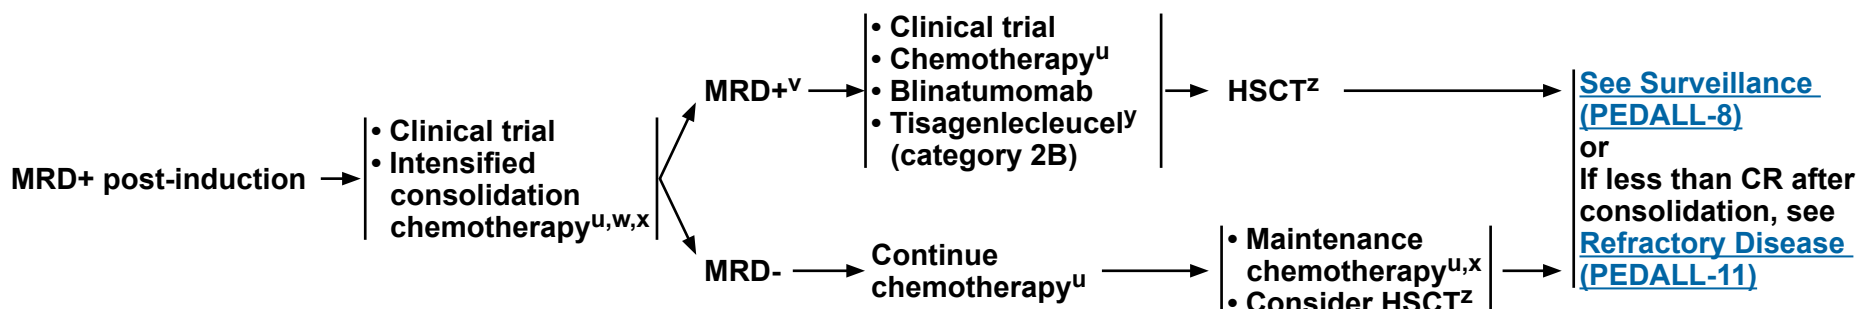 MRD+ post-induction
• Clinical trial
• Intensified
consolidation
chemotherapyu,w,x
MRD+v
• Clinical trial
• Chemotherapyu
• Blinatumomab
• Tisagenlecleucely
(category 2B)
HSCTz
MRD-
Continue
chemotherapyu
• Maintenance
chemotherapyu,x
• Consider HSCTz
See Surveillance
(PEDALL-8)
or
If less than CR after
consolidation, see
Refractory Disease
(PEDALL-11)